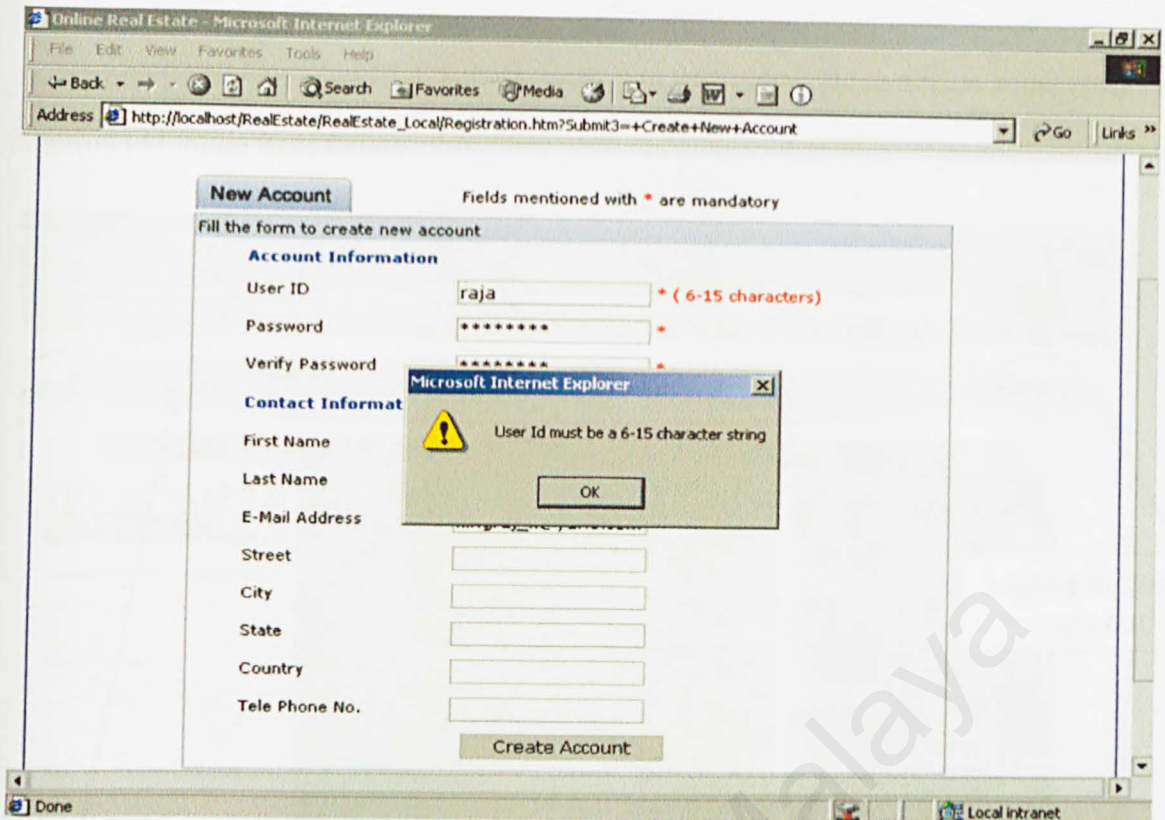 Online Real Estate - Microsoft Internet Explorer
File Edit View Favorites Tools Help
Back Search Favorites Media
Address http://localhost/RealEstate/RealEstate_Local/Registration.htm?Submit3=+Create+New+Account Go Links »
New Account Fields mentioned with * are mandatory
Fill the form to create new account
Account Information
User ID raja * ( 6-15 characters)
Password ******** *
Verify Password ******** *
Microsoft Internet Explorer
User Id must be a 6-15 character string
OK
Contact Informat
First Name
Last Name
E-Mail Address
Street
City
State
Country
Tele Phone No.
Create Account
Done Local intranet
Malaya